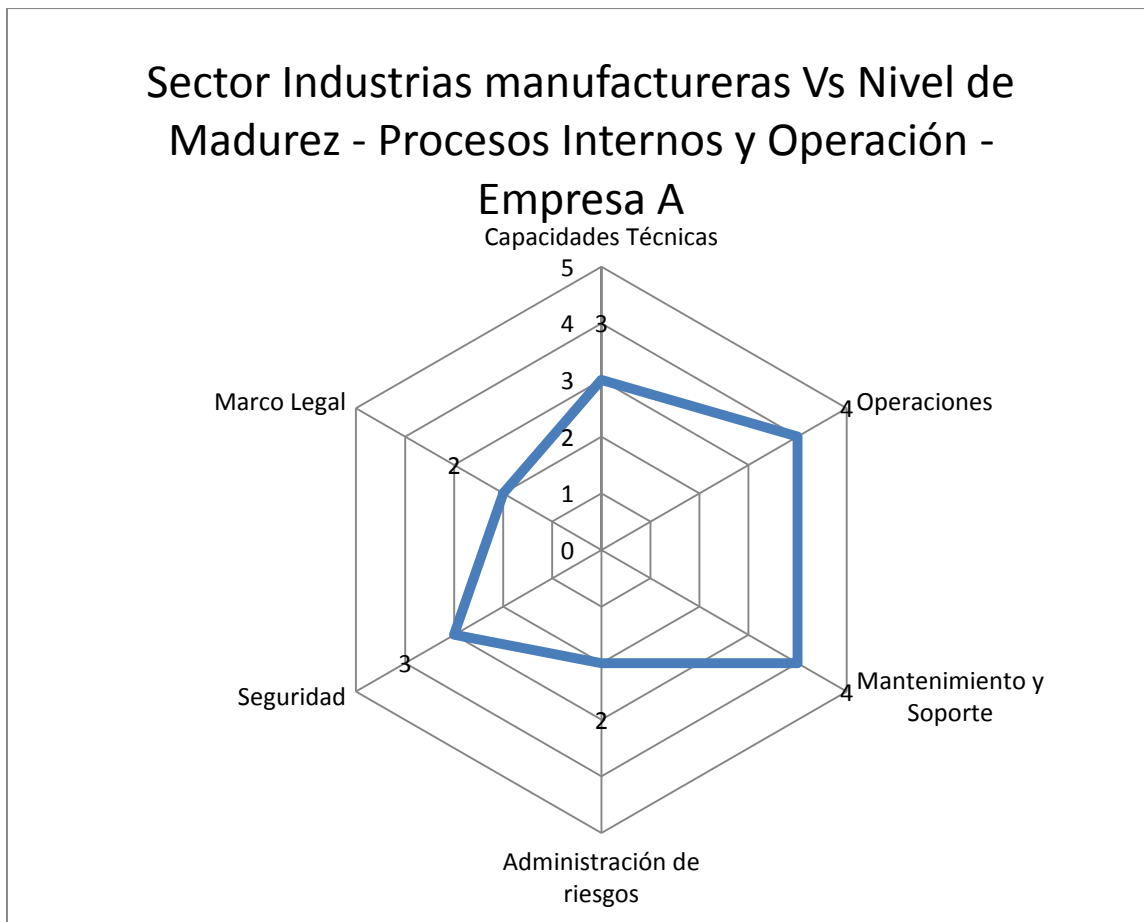 Sector Industrias manufactureras Vs Nivel de
Madurez - Procesos Internos y Operación -
Empresa A
Capacidades Técnicas
5
4
3
3
2
1
0
Operaciones
4
Mantenimiento y
Soporte
4
Administración de
riesgos
2
Seguridad
3
Marco Legal
2